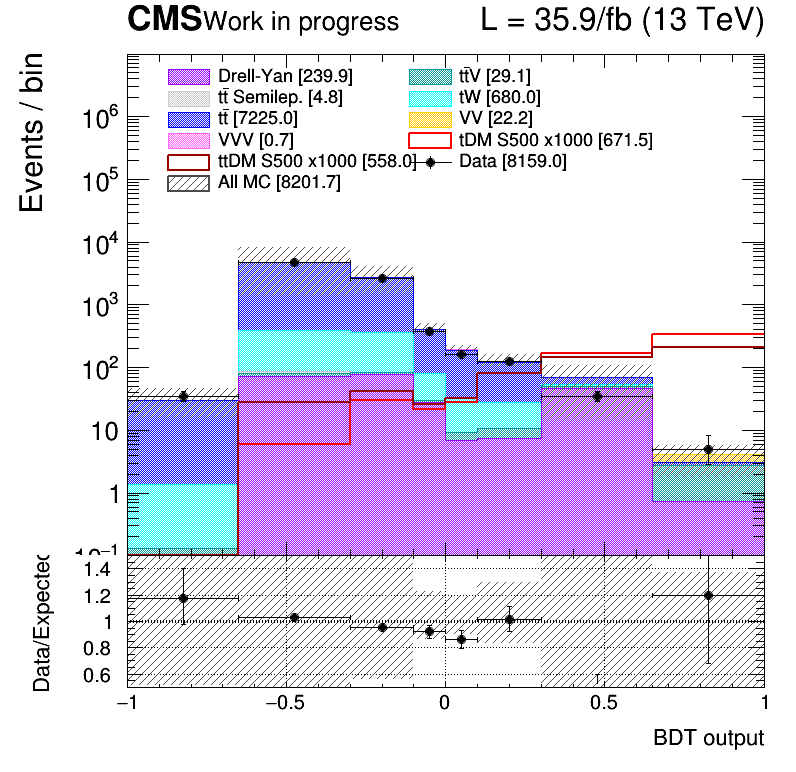 CMS Work in progress L = 35.9/fb (13 TeV)
Events / bin
Drell-Yan [239.9] tt̄V [29.1]
tt̄ Semilep. [4.8] tW [680.0]
tt̄ [7225.0] VV [22.2]
VVV [0.7] tDM S500 x1000 [671.5]
ttDM S500 x1000 [558.0] Data [8159.0]
All MC [8201.7]
10⁶
10⁵
10⁴
10³
10²
10
1
10⁻¹
Data/Expected
1.4
1.2
1
0.8
0.6
−1 −0.5 0 0.5 1
BDT output